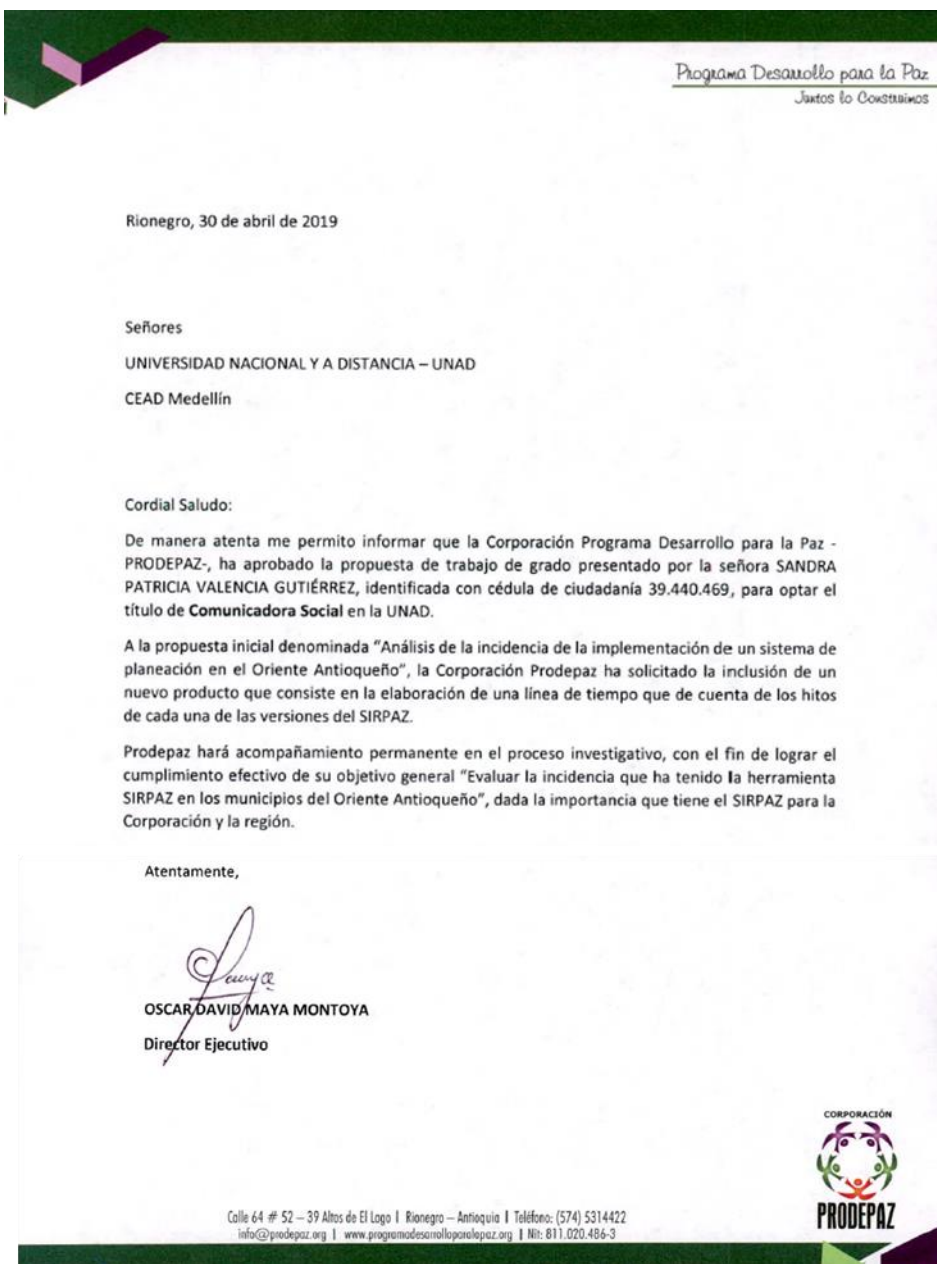 Programa Desarrollo para la Paz
Juntos lo Construimos
Rionegro, 30 de abril de 2019
Señores
UNIVERSIDAD NACIONAL Y A DISTANCIA – UNAD
CEAD Medellín
Cordial Saludo:
De manera atenta me permito informar que la Corporación Programa Desarrollo para la Paz -
PRODEPAZ-, ha aprobado la propuesta de trabajo de grado presentado por la señora SANDRA
PATRICIA VALENCIA GUTIÉRREZ, identificada con cédula de ciudadanía 39.440.469, para optar el
título de Comunicadora Social en la UNAD.
A la propuesta inicial denominada “Análisis de la incidencia de la implementación de un sistema de
planeación en el Oriente Antioqueño”, la Corporación Prodepaz ha solicitado la inclusión de un
nuevo producto que consiste en la elaboración de una línea de tiempo que de cuenta de los hitos
de cada una de las versiones del SIRPAZ.
Prodepaz hará acompañamiento permanente en el proceso investigativo, con el fin de lograr el
cumplimiento efectivo de su objetivo general “Evaluar la incidencia que ha tenido la herramienta
SIRPAZ en los municipios del Oriente Antioqueño”, dada la importancia que tiene el SIRPAZ para la
Corporación y la región.
Atentamente,
OSCAR DAVID MAYA MONTOYA
Director Ejecutivo
CORPORACIÓN
PRODEPAZ
Calle 64 # 52 – 39 Altos de El Lago | Rionegro – Antioquia | Teléfono: (574) 5314422
info@prodepaz.org | www.programadesarrolloparalapaz.org | Nit: 811.020.486-3